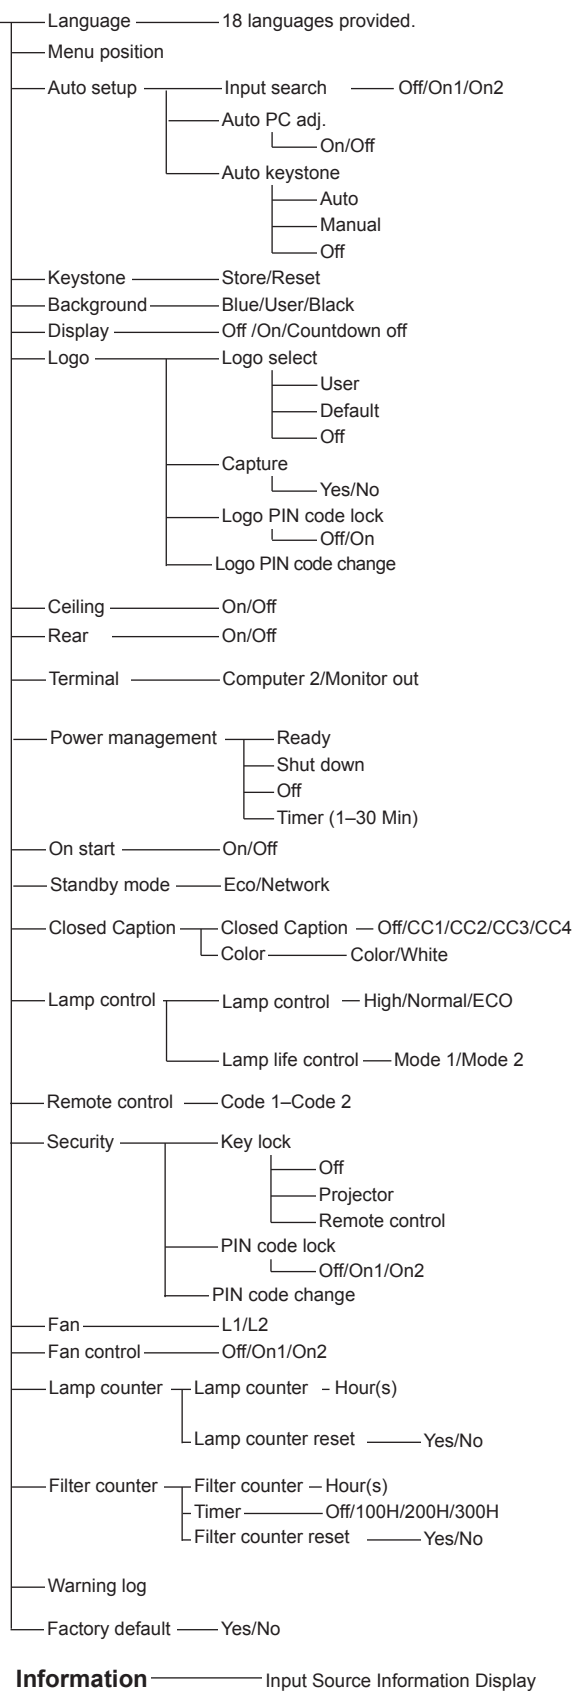 Language 18 languages provided.
Menu position
Auto setup Input search Off/On1/On2
Auto PC adj.
On/Off
Auto keystone
Auto
Manual
Off
Keystone Store/Reset
Background Blue/User/Black
Display Off /On/Countdown off
Logo Logo select
User
Default
Off
Capture
Yes/No
Logo PIN code lock
Off/On
Logo PIN code change
Ceiling On/Off
Rear On/Off
Terminal Computer 2/Monitor out
Power management Ready
Shut down
Off
Timer (1–30 Min)
On start On/Off
Standby mode Eco/Network
Closed Caption Closed Caption Off/CC1/CC2/CC3/CC4
Color Color/White
Lamp control Lamp control High/Normal/ECO
Lamp life control Mode 1/Mode 2
Remote control Code 1–Code 2
Security Key lock
Off
Projector
Remote control
PIN code lock
Off/On1/On2
PIN code change
Fan L1/L2
Fan control Off/On1/On2
Lamp counter Lamp counter Hour(s)
Lamp counter reset Yes/No
Filter counter Filter counter Hour(s)
Timer Off/100H/200H/300H
Filter counter reset Yes/No
Warning log
Factory default Yes/No
Information Input Source Information Display